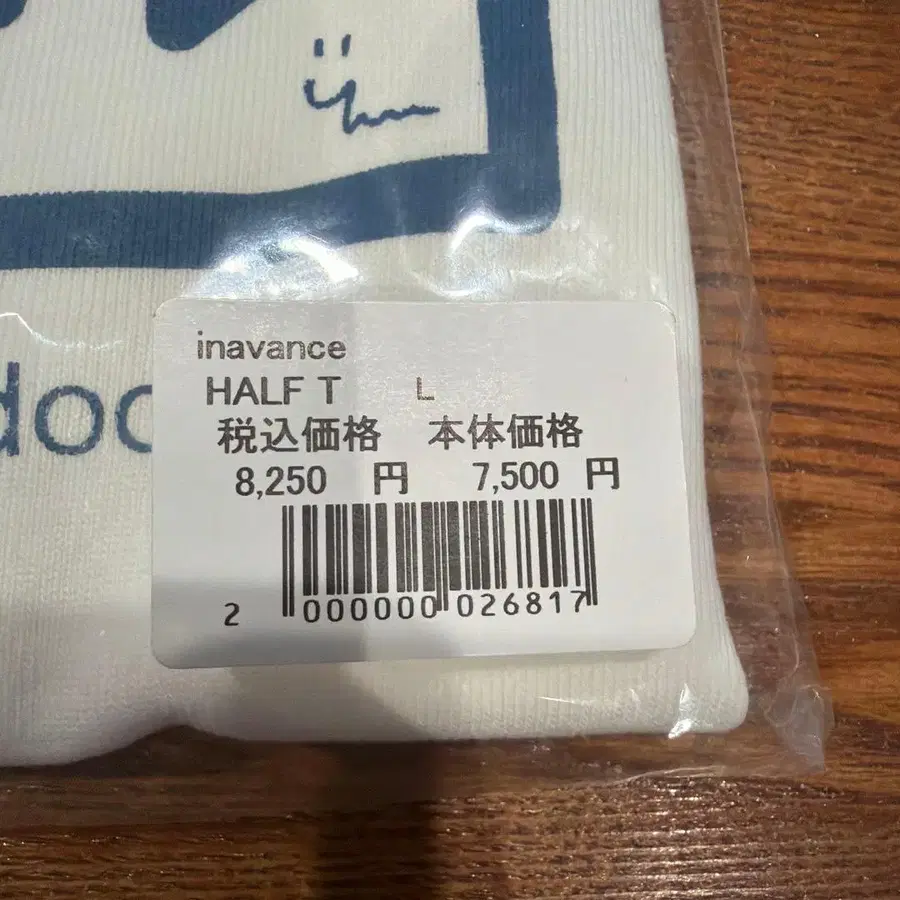 inavance
HALF T L
税込価格 本体価格
8,250 円 7,500 円
2 000000 026817